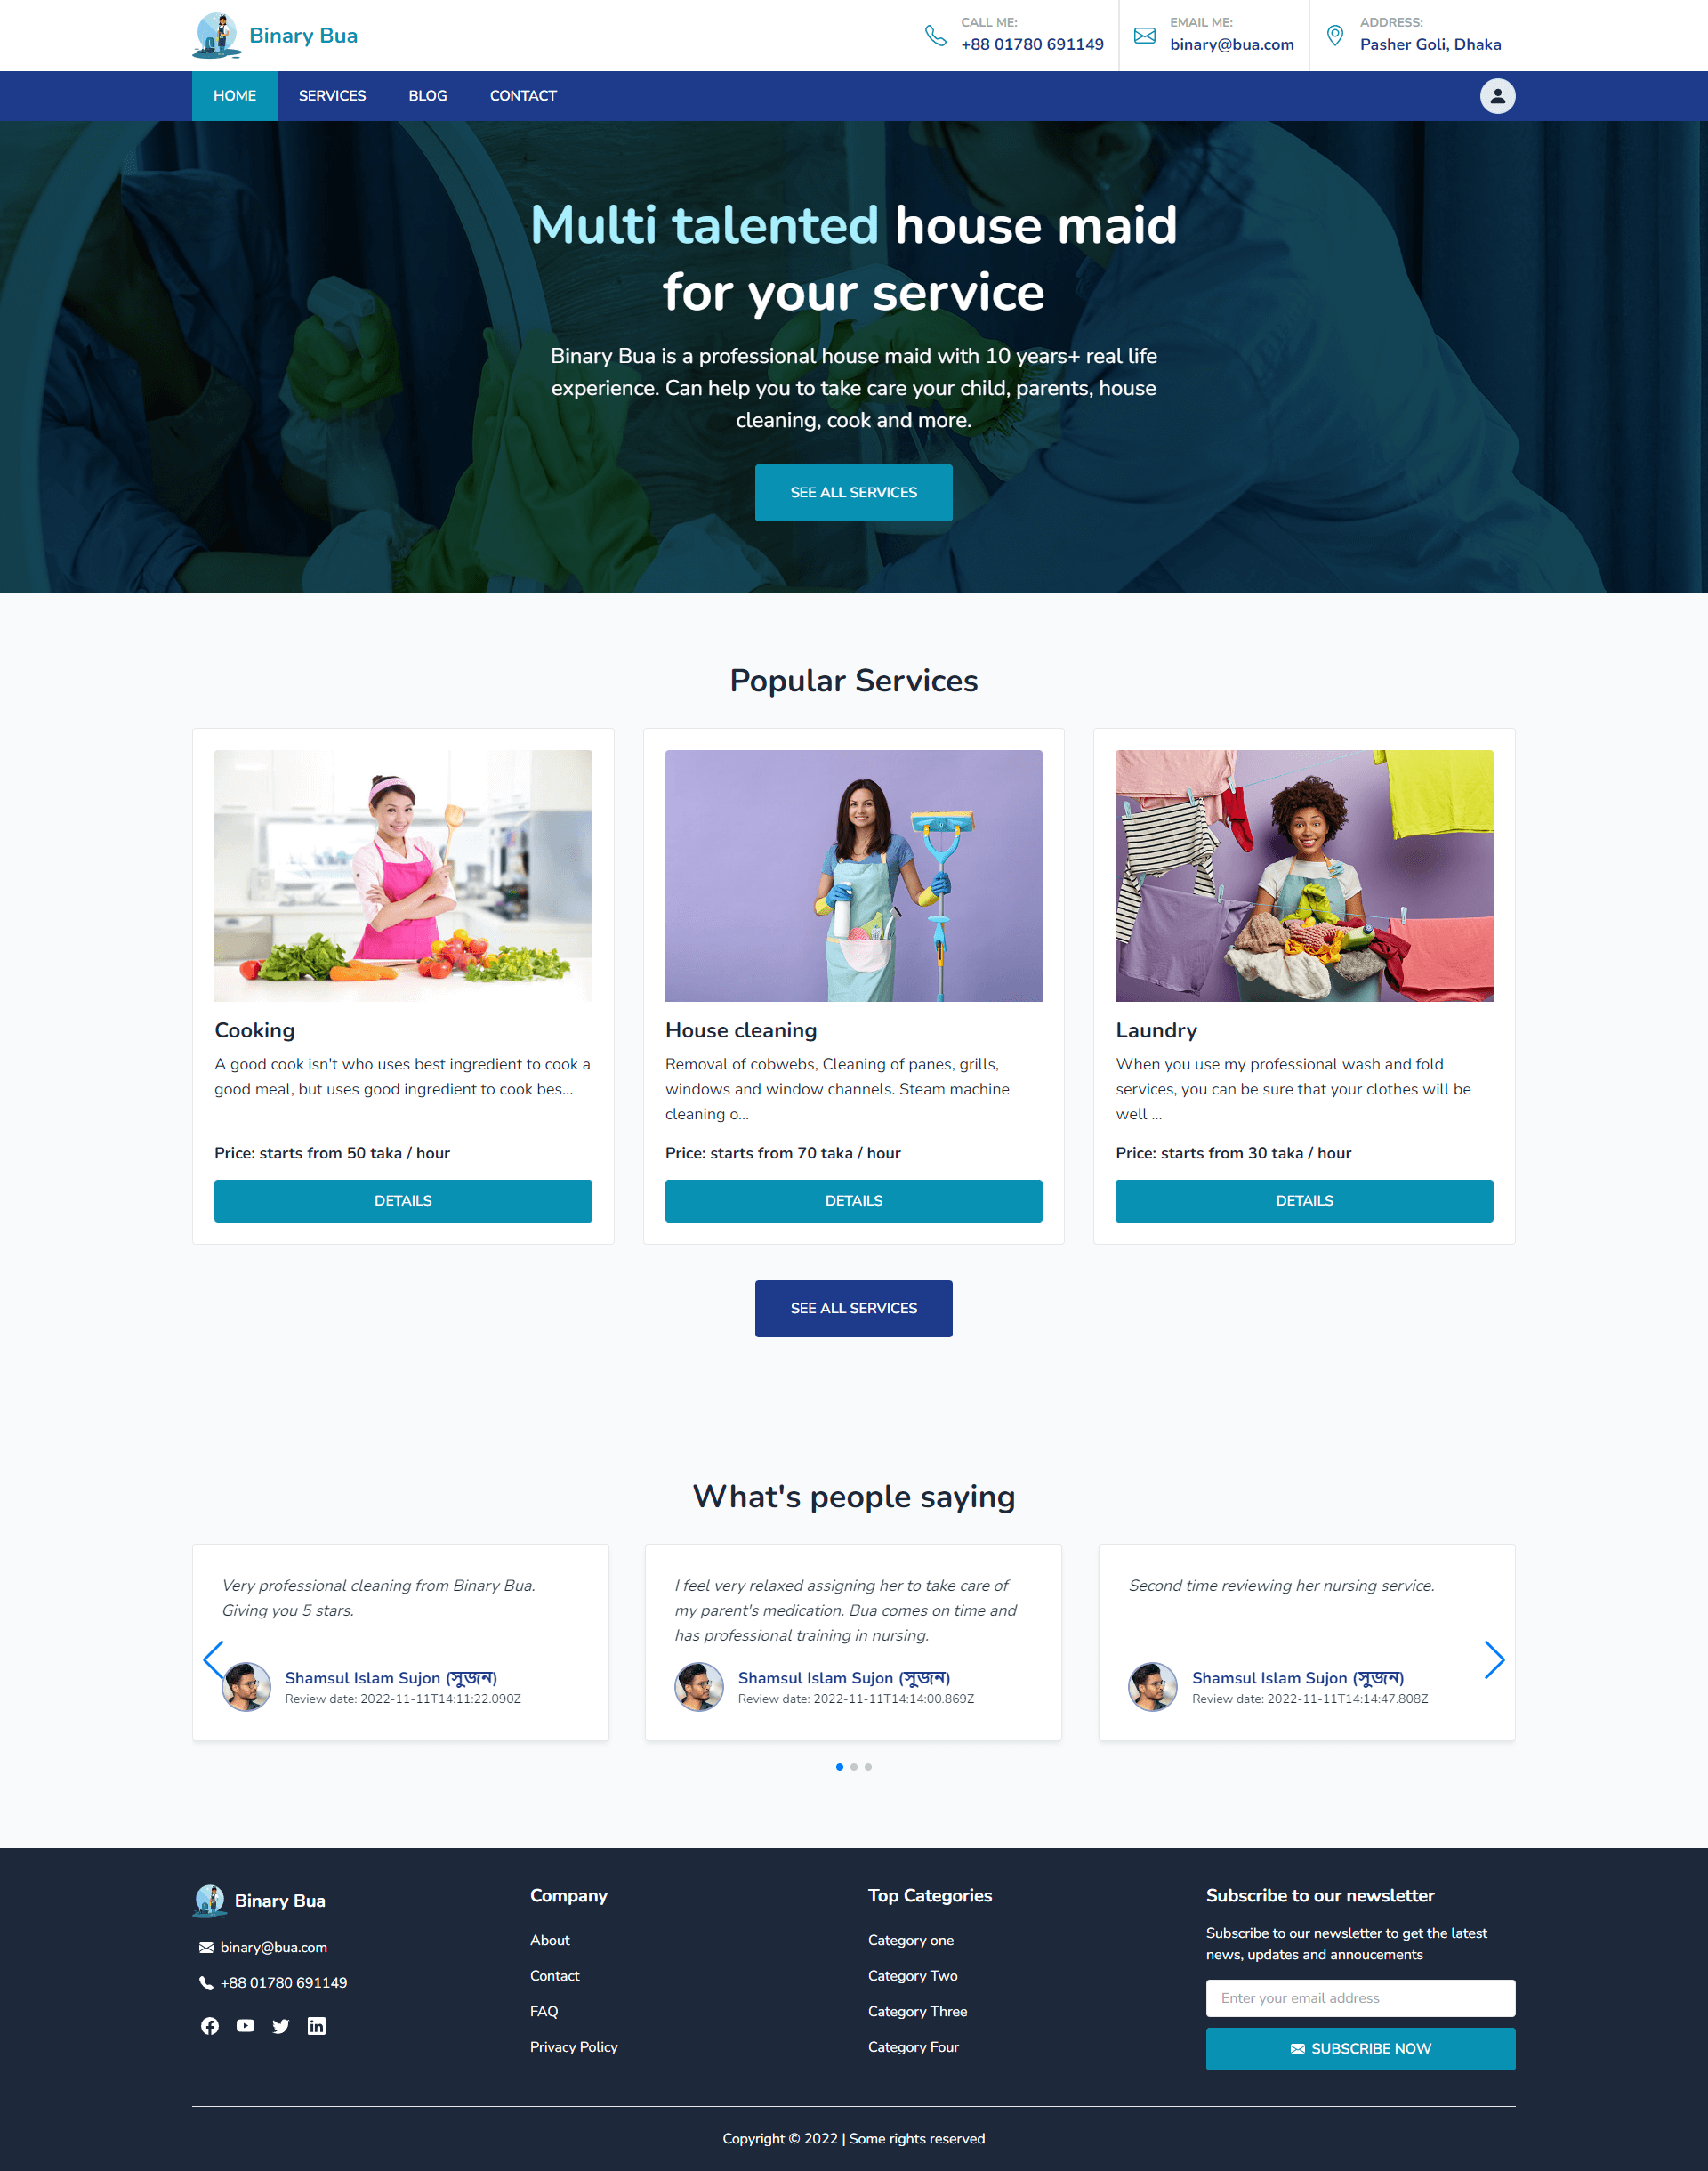 Binary Bua
CALL ME:
+88 01780 691149
EMAIL ME:
binary@bua.com
ADDRESS:
Pasher Goli, Dhaka
HOME
SERVICES
BLOG
CONTACT
Multi talented house maid
for your service
Binary Bua is a professional house maid with 10 years+ real life
experience. Can help you to take care your child, parents, house
cleaning, cook and more.
SEE ALL SERVICES
Popular Services
Cooking
A good cook isn't who uses best ingredient to cook a
good meal, but uses good ingredient to cook bes...
Price: starts from 50 taka / hour
DETAILS
House cleaning
Removal of cobwebs, Cleaning of panes, grills,
windows and window channels. Steam machine
cleaning o...
Price: starts from 70 taka / hour
DETAILS
Laundry
When you use my professional wash and fold
services, you can be sure that your clothes will be
well ...
Price: starts from 30 taka / hour
DETAILS
SEE ALL SERVICES
What's people saying
Very professional cleaning from Binary Bua.
Giving you 5 stars.
Shamsul Islam Sujon (সুজন)
Review date: 2022-11-11T14:11:22.090Z
I feel very relaxed assigning her to take care of
my parent's medication. Bua comes on time and
has professional training in nursing.
Shamsul Islam Sujon (সুজন)
Review date: 2022-11-11T14:14:00.869Z
Second time reviewing her nursing service.
Shamsul Islam Sujon (সুজন)
Review date: 2022-11-11T14:14:47.808Z
Binary Bua
binary@bua.com
+88 01780 691149
Company
About
Contact
FAQ
Privacy Policy
Top Categories
Category one
Category Two
Category Three
Category Four
Subscribe to our newsletter
Subscribe to our newsletter to get the latest
news, updates and annoucements
Enter your email address
SUBSCRIBE NOW
Copyright © 2022 | Some rights reserved